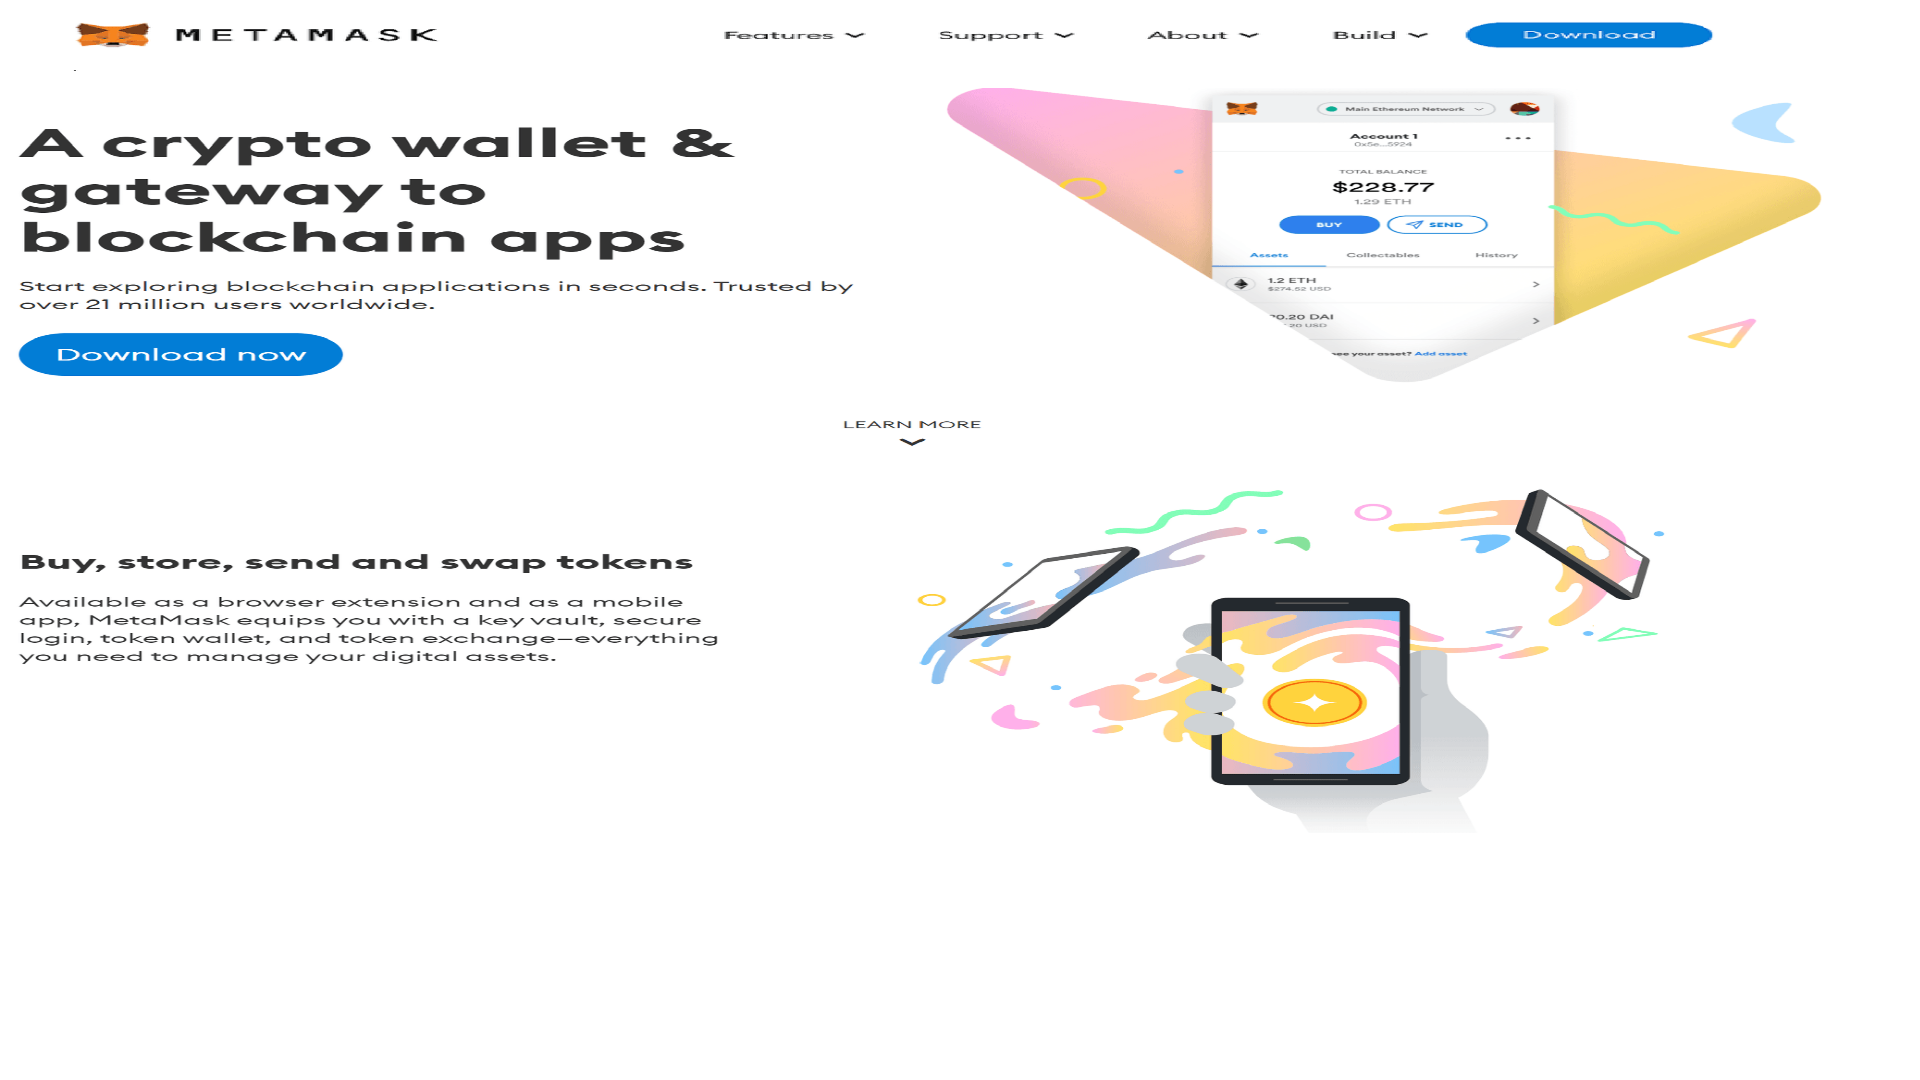 METAMASK
Features
Support
About
Build
Download
A crypto wallet &
gateway to
blockchain apps
Start exploring blockchain applications in seconds. Trusted by
over 21 million users worldwide.
Download now
Main Ethereum Network
Account 1
0x5e...5924
TOTAL BALANCE
$228.77
1.29 ETH
BUY
SEND
Assets
Collectables
History
1.2 ETH
$274.52 USD
0.20 DAI
20 USD
your asset? Add asset
LEARN MORE
Buy, store, send and swap tokens
Available as a browser extension and as a mobile
app, MetaMask equips you with a key vault, secure
login, token wallet, and token exchange—everything
you need to manage your digital assets.